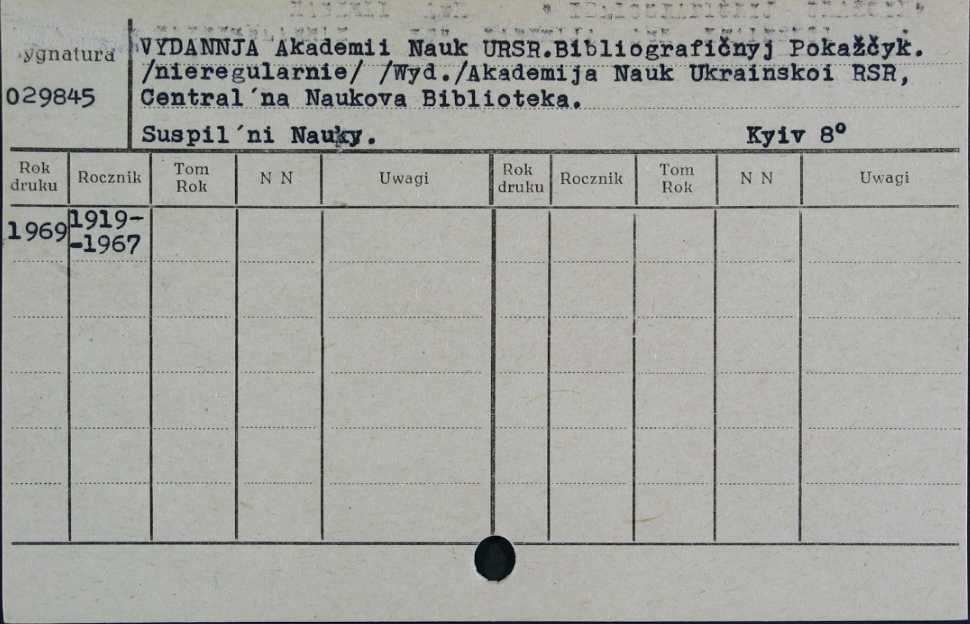 ygnatura
029845
VYDANNJA Akademii Nauk URSR.Bibliografičnyj Pokažčyk.
/nieregularnie/ /Wyd./Akademija Nauk Ukrainskoi RSR,
Central´na Naukova Biblioteka.
Suspil´ni Nauky. Kyiv 8°
Rok druku Rocznik Tom Rok N N Uwagi Rok druku Rocznik Tom Rok N N Uwagi
1969 1919-
-1967